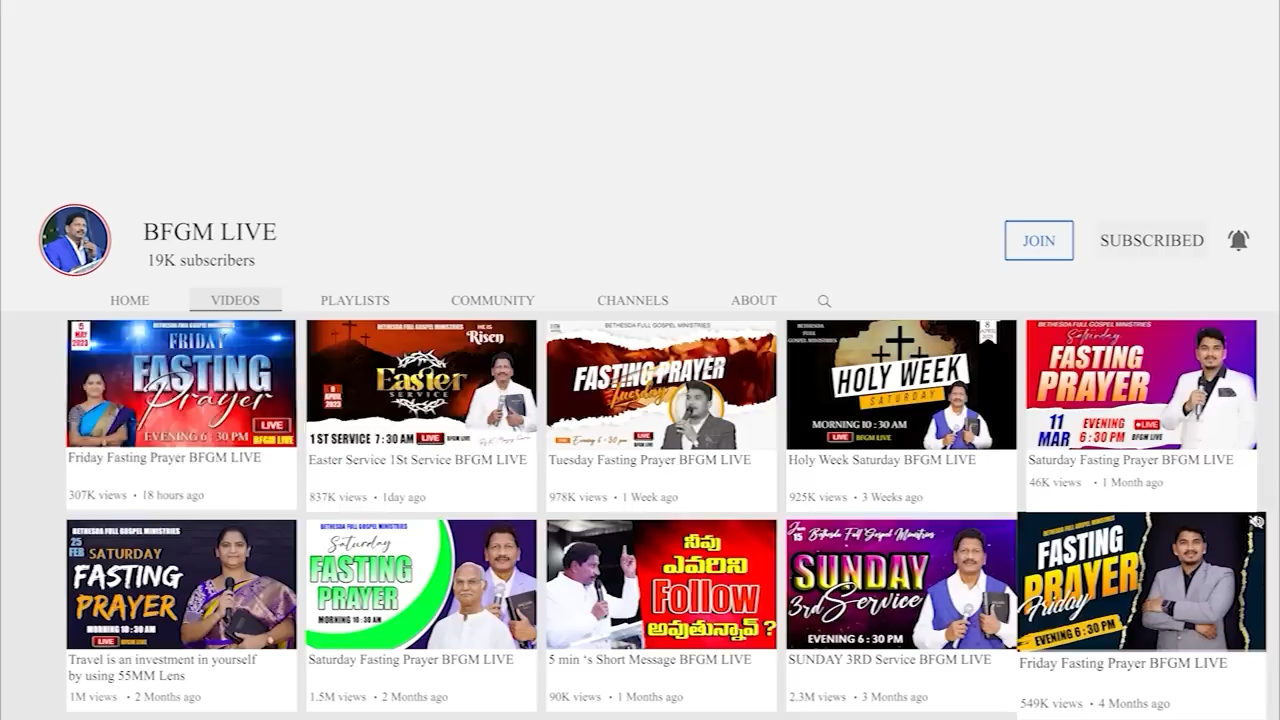 BFGM LIVE
19K subscribers
JOIN
SUBSCRIBED
HOME
VIDEOS
PLAYLISTS
COMMUNITY
CHANNELS
ABOUT
5
MAY
2023
BETHESDA FULL GOSPEL MINISTRIES
FRIDAY
FASTING
Prayer
LIVE
EVENING 6 : 30 PM
BFGM LIVE
Friday Fasting Prayer BFGM LIVE
307K views • 18 hours ago
BETHESDA FULL GOSPEL MINISTRIES
HE IS
Risen
Easter
SERVICE
9
APRIL
2023
1ST SERVICE 7 : 30 AM
LIVE
BFGM LIVE
Easter Service 1St Service BFGM LIVE
837K views • 1day ago
BETHESDA FULL GOSPEL MINISTRIES
FASTING PRAYER
Tuesday
Evening 6 : 30 pm
LIVE
BFGM LIVE
Tuesday Fasting Prayer BFGM LIVE
978K views • 1 Week ago
BETHESDA
FULL
GOSPEL MINISTRIES
8
APRIL
HOLY WEEK
SATURDAY
MORNING 10 : 30 AM
LIVE
BFGM LIVE
Holy Week Saturday BFGM LIVE
925K views • 3 Weeks ago
BETHESDA FULL GOSPEL MINISTRIES
Saturday
FASTING
PRAYER
11
MAR
EVENING
6 : 30 PM
LIVE
BFGM LIVE
Saturday Fasting Prayer BFGM LIVE
46K views • 1 Month ago
BETHESDA FULL GOSPEL MINISTRIES
25
FEB
SATURDAY
FASTING
PRAYER
MORNING 10 : 30 AM
LIVE
BFGM LIVE
Travel is an investment in yourself
by using 55MM Lens
1M views • 2 Months ago
BETHESDA FULL GOSPEL MINISTRIES
Saturday
FASTING
PRAYER
MORNING 10 : 30 AM
Saturday Fasting Prayer BFGM LIVE
1.5M views • 2 Months ago
నీవు
ఎవరిని
Follow
అవుతున్నావ్ ?
5 min ‘s Short Message BFGM LIVE
90K views • 1 Months ago
Jan
15
Bethesda Full Gospel Ministries
SUNDAY
3rd Service
EVENING 6 : 30 PM
SUNDAY 3RD Service BFGM LIVE
2.3M views • 3 Months ago
BETHESDA FULL GOSPEL MINISTRIES
FASTING
PRAYER
Friday
EVENING 6 : 30 PM
Friday Fasting Prayer BFGM LIVE
549K views • 4 Months ago